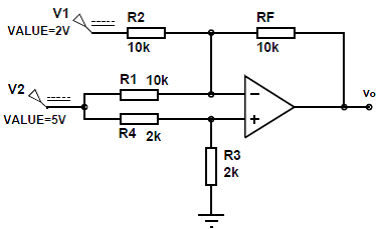 V1
VALUE=2V
R2
10k
RF
10k
V2
VALUE=5V
R1 10k
R4 2k
−
+
R3
2k
Vo